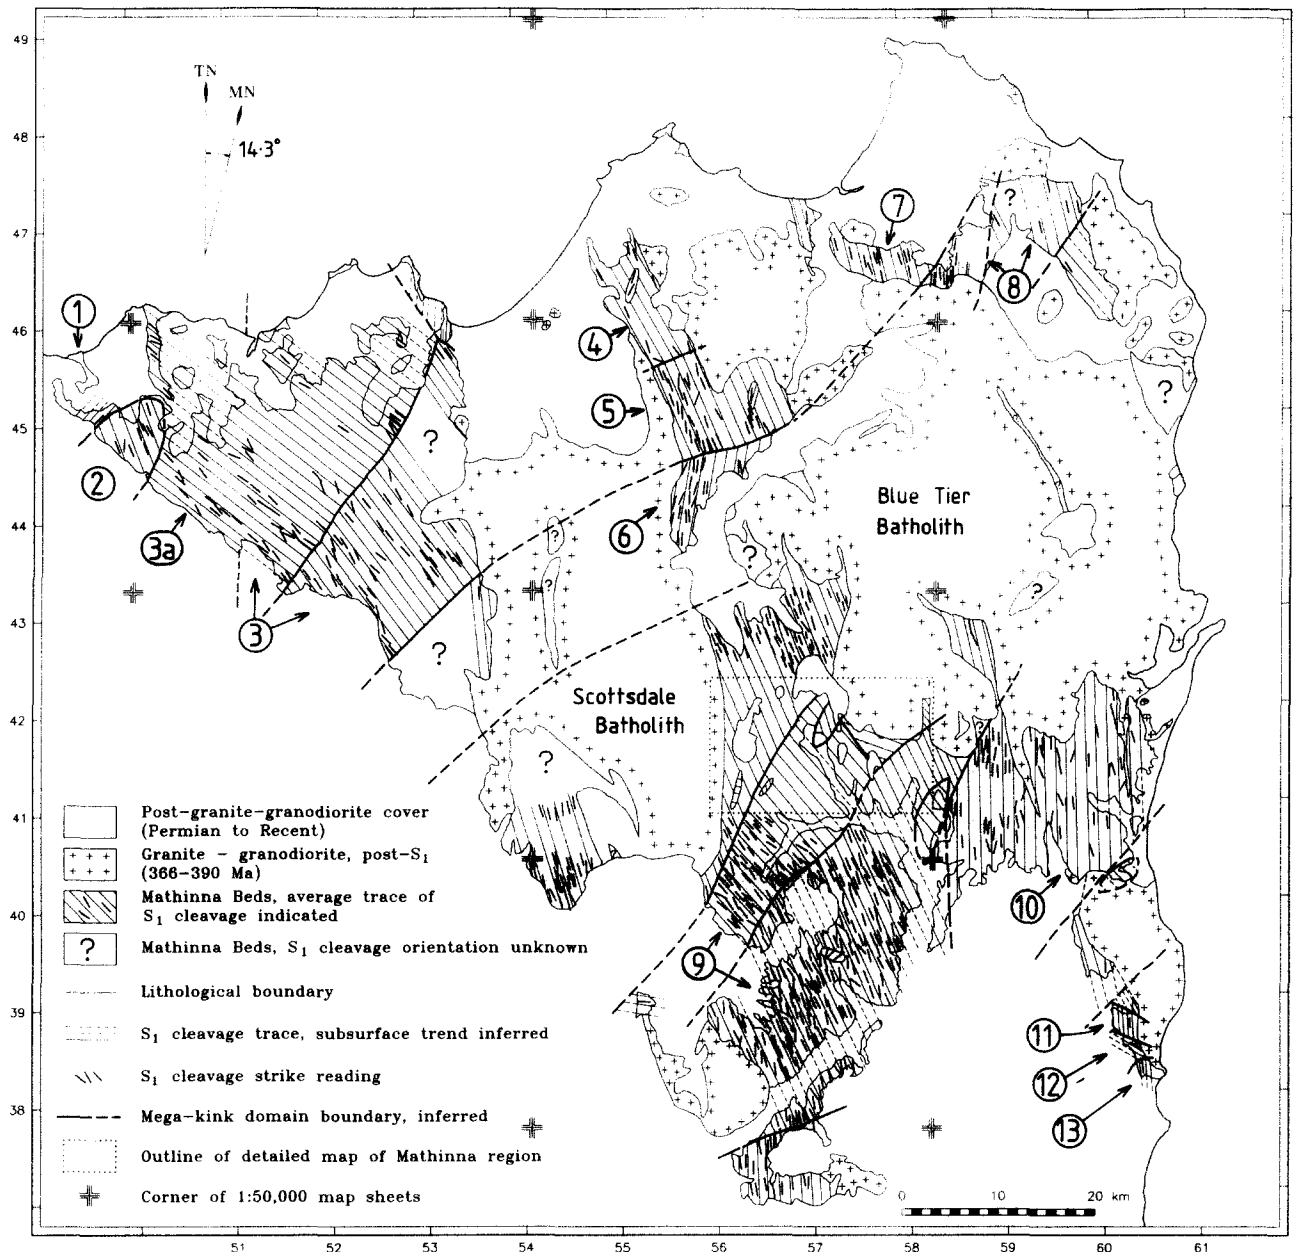 49
48
47
46
45
44
43
42
41
40
39
38
TN
MN
14·3°
1
2
3a
3
4
5
6
7
8
9
10
11
12
13
?
?
?
?
?
?
?
?
?
?
?
Blue Tier
Batholith
Scottsdale
Batholith
Post-granite-granodiorite cover
(Permian to Recent)
Granite - granodiorite, post-S₁
(366-390 Ma)
Mathinna Beds, average trace of
S₁ cleavage indicated
? Mathinna Beds, S₁ cleavage orientation unknown
Lithological boundary
S₁ cleavage trace, subsurface trend inferred
S₁ cleavage strike reading
Mega-kink domain boundary, inferred
Outline of detailed map of Mathinna region
Corner of 1:50,000 map sheets
0 10 20 km
51 52 53 54 55 56 57 58 59 60 61